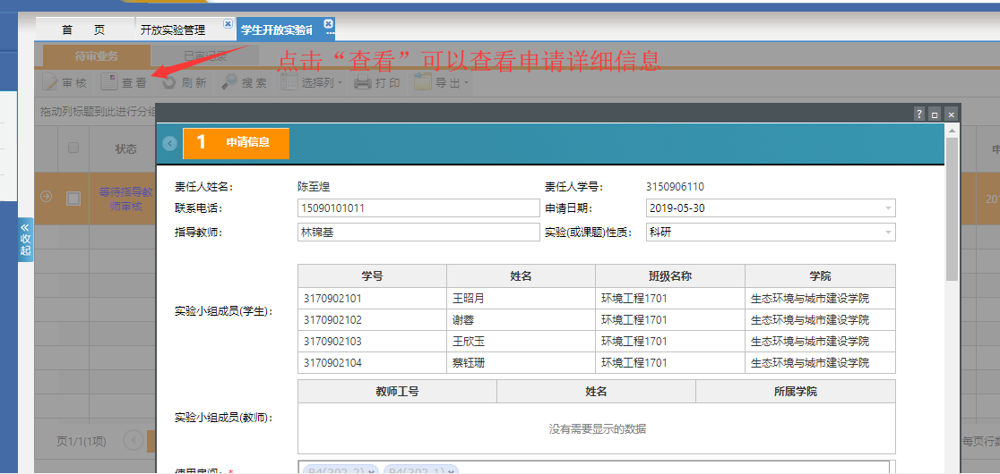 首 页 开放实验管理 学生开放实验审
待审业务 已审记录
点击“查看”可以查看申请详细信息
审核 查看 刷新 搜索 选择列 打印 导出
拖动列标题到此进行分组
状态
等待指导教
师审核
收起
1 申请信息
责任人姓名: 陈至煌 责任人学号: 3150906110
联系电话: 15090101011 申请日期: 2019-05-30
指导教师: 林锦基 实验(或课题)性质: 科研
学号 姓名 班级名称 学院
实验小组成员(学生):
3170902101 王昭月 环境工程1701 生态环境与城市建设学院
3170902102 谢蓉 环境工程1701 生态环境与城市建设学院
3170902103 王欣玉 环境工程1701 生态环境与城市建设学院
3170902104 蔡钰珊 环境工程1701 生态环境与城市建设学院
教师工号 姓名 所属学院
实验小组成员(教师):
没有需要显示的数据
页1/1(1项) 每页行数
使用房间: * B4(302-2) B4(302-1)